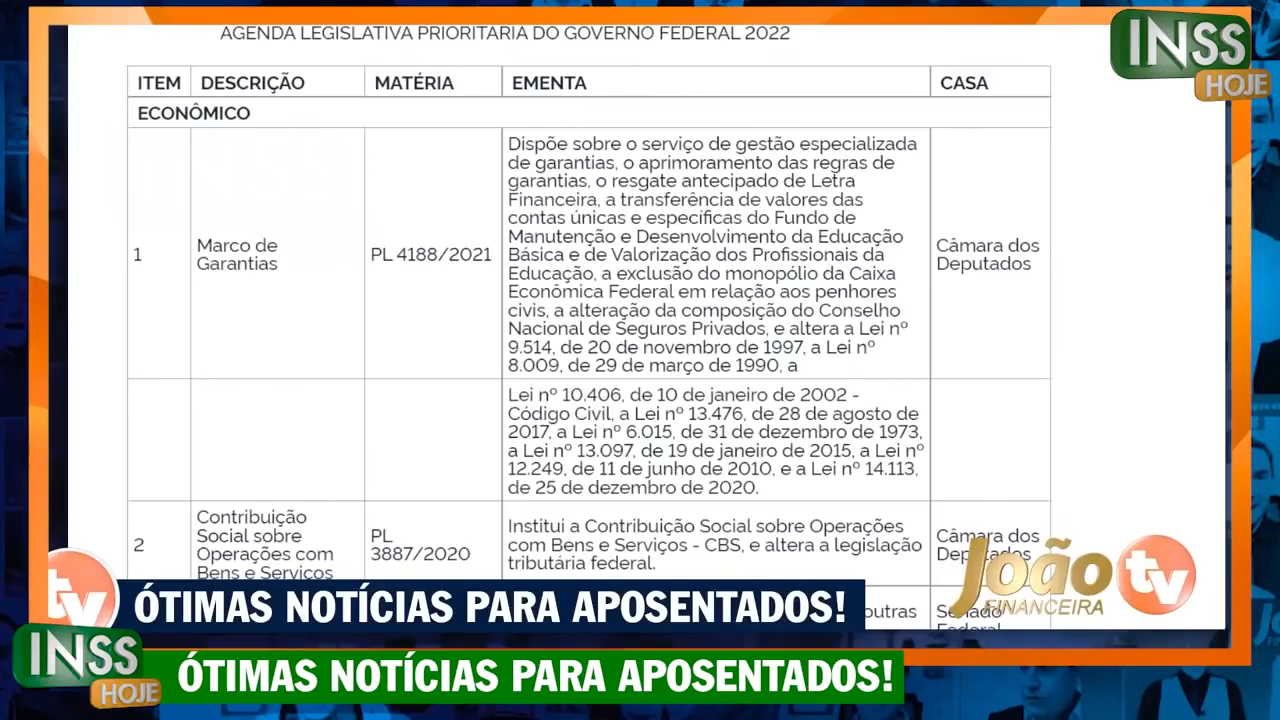 AGENDA LEGISLATIVA PRIORITARIA DO GOVERNO FEDERAL 2022
INSS
HOJE
ITEM DESCRIÇÃO MATÉRIA EMENTA CASA
ECONÔMICO
1
Marco de
Garantias
PL 4188/2021
Dispõe sobre o serviço de gestão especializada
de garantias, o aprimoramento das regras de
garantias, o resgate antecipado de Letra
Financeira, a transferência de valores das
contas únicas e específicas do Fundo de
Manutenção e Desenvolvimento da Educação
Básica e de Valorização dos Profissionais da
Educação, a exclusão do monopólio da Caixa
Econômica Federal em relação aos penhores
civis, a alteração da composição do Conselho
Nacional de Seguros Privados, e altera a Lei nº
9.514, de 20 de novembro de 1997, a Lei nº
8.009, de 29 de março de 1990, a
Câmara dos
Deputados
Lei nº 10.406, de 10 de janeiro de 2002 -
Código Civil, a Lei nº 13.476, de 28 de agosto de
2017, a Lei nº 6.015, de 31 de dezembro de 1973,
a Lei nº 13.097, de 19 de janeiro de 2015, a Lei nº
12.249, de 11 de junho de 2010, e a Lei nº 14.113,
de 25 de dezembro de 2020.
2
Contribuição
Social sobre
Operações com
Bens e Serviços
PL
3887/2020
Institui a Contribuição Social sobre Operações
com Bens e Serviços - CBS, e altera a legislação
tributária federal.
Câmara dos
Deputados
outras
Senado
Federal
João
FINANCEIRA
tv
tv
ÓTIMAS NOTÍCIAS PARA APOSENTADOS!
INSS
HOJE
ÓTIMAS NOTÍCIAS PARA APOSENTADOS!